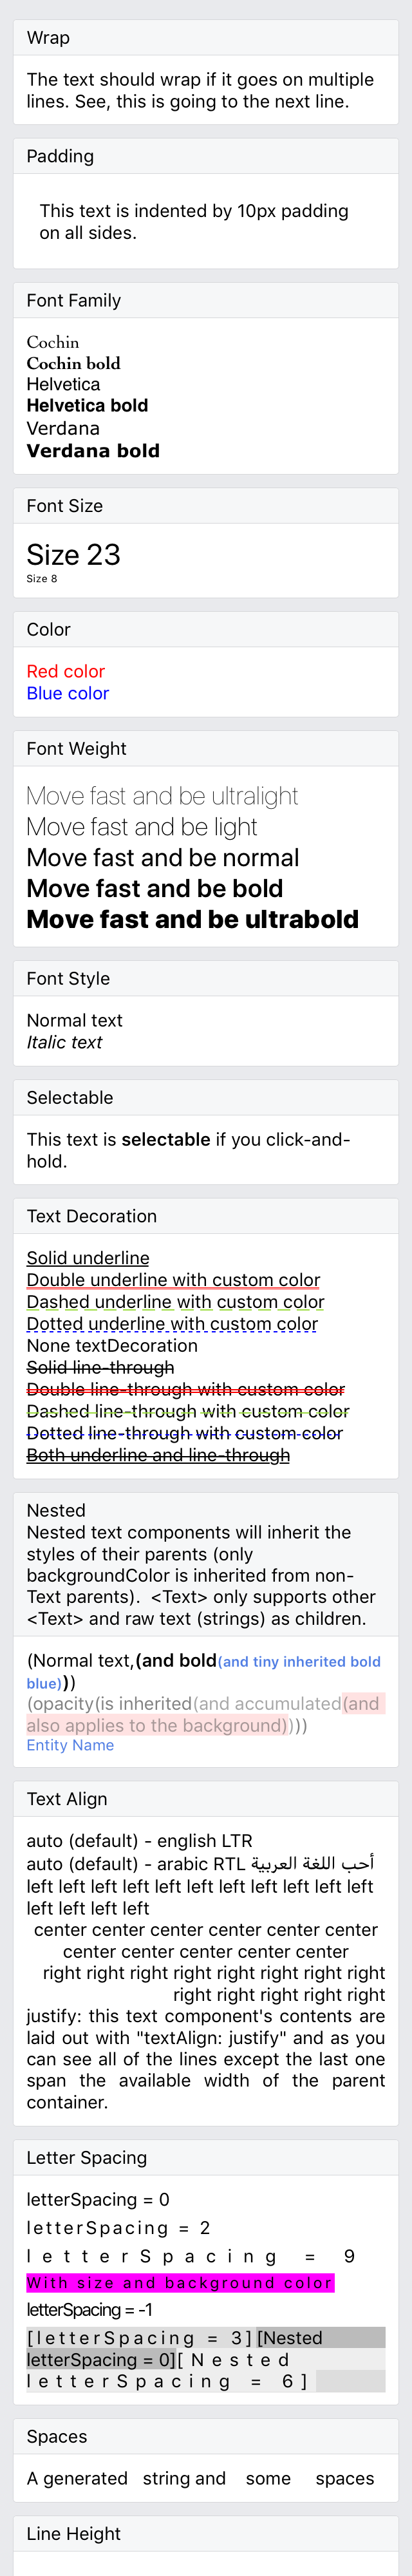 Wrap
The text should wrap if it goes on multiple
lines. See, this is going to the next line.
Padding
This text is indented by 10px padding
on all sides.
Font Family
Cochin
Cochin bold
Helvetica
Helvetica bold
Verdana
Verdana bold
Font Size
Size 23
Size 8
Color
Red color
Blue color
Font Weight
Move fast and be ultralight
Move fast and be light
Move fast and be normal
Move fast and be bold
Move fast and be ultrabold
Font Style
Normal text
Italic text
Selectable
This text is selectable if you click-and-
hold.
Text Decoration
Solid underline
Double underline with custom color
Dashed underline with custom color
Dotted underline with custom color
None textDecoration
Solid line-through
Double line-through with custom color
Dashed line-through with custom color
Dotted line-through with custom color
Both underline and line-through
Nested
Nested text components will inherit the
styles of their parents (only
backgroundColor is inherited from non-
Text parents).  <Text> only supports other
<Text> and raw text (strings) as children.
(Normal text,(and bold(and tiny inherited bold
blue)))
(opacity(is inherited(and accumulated(and
also applies to the background))))
Entity Name
Text Align
auto (default) - english LTR
auto (default) - arabic RTL أحب اللغة العربية
left left left left left left left left left left left
left left left left
center center center center center center
center center center center center
right right right right right right right right
right right right right right
justify: this text component's contents are
laid out with "textAlign: justify" and as you
can see all of the lines except the last one
span the available width of the parent
container.
Letter Spacing
letterSpacing = 0
letterSpacing = 2
letterSpacing = 9
With size and background color
letterSpacing = -1
[letterSpacing = 3][Nested
letterSpacing = 0][Nested
letterSpacing = 6]
Spaces
A generated   string and    some     spaces
Line Height